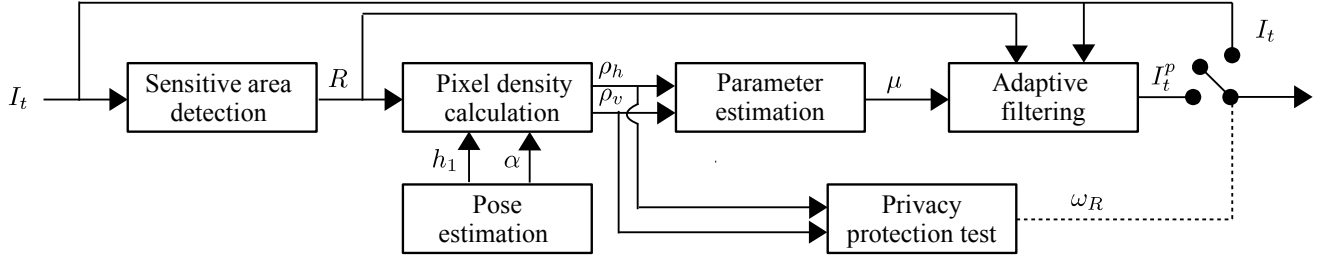 I_t
Sensitive area
detection
R
Pixel density
calculation
ρ_h
ρ_v
Parameter
estimation
μ
Adaptive
filtering
I_t^p
I_t
h_1
α
Pose
estimation
Privacy
protection test
ω_R